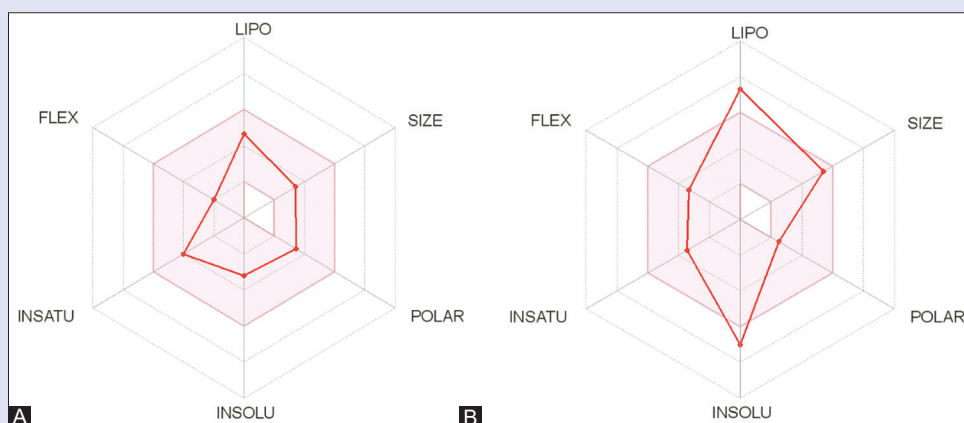 LIPO
FLEX
SIZE
INSATU
POLAR
INSOLU
A
LIPO
FLEX
SIZE
INSATU
POLAR
INSOLU
B